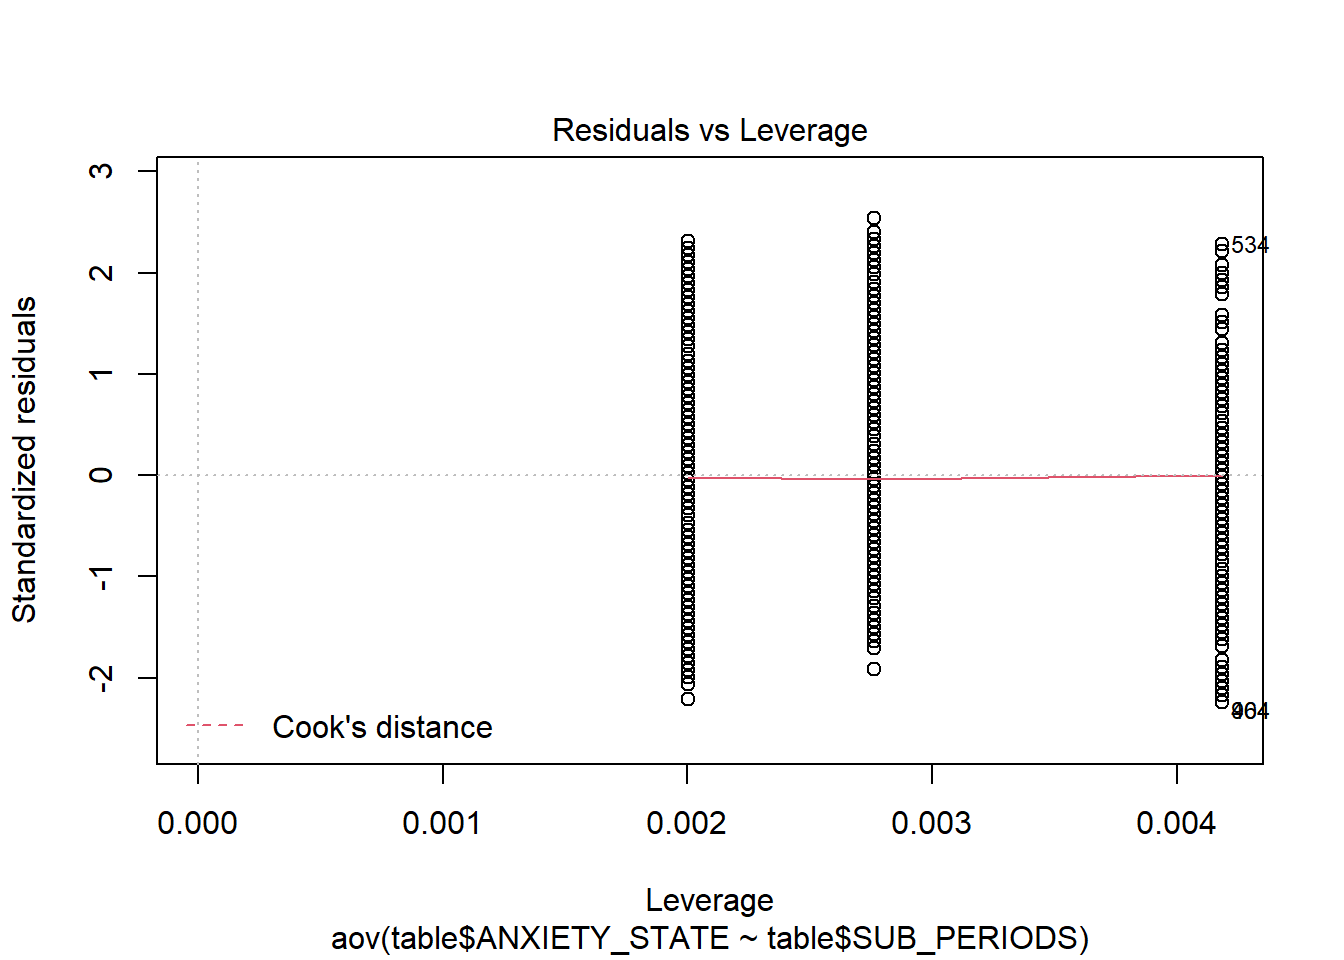 Residuals vs Leverage
Standardized residuals
3
2
1
0
-1
-2
534
464
Cook's distance
0.000 0.001 0.002 0.003 0.004
Leverage
aov(table$ANXIETY_STATE ~ table$SUB_PERIODS)